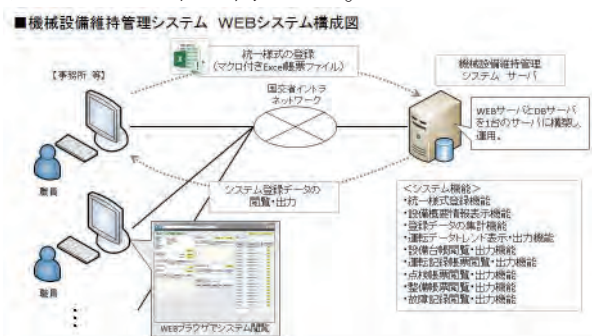 ■機械設備維持管理システム WEBシステム構成図
統一様式の登録
(マクロ付きExcel帳票ファイル)
【事務所 等】
国交省イントラ
ネットワーク
機械設備維持管理
システム サーバ
WEBサーバとDBサーバ
を1台のサーバに構築し、
運用。
職員
システム登録データの
閲覧・出力
<システム機能>
・統一様式登録機能
・設備概要情報表示機能
・登録データの集計機能
・運転データトレンド表示・出力機能
・設備台帳閲覧・出力機能
・運転記録帳票閲覧・出力機能
・点検帳票閲覧・出力機能
・整備帳票閲覧・出力機能
・故障記録閲覧・出力機能
職員
WEBブラウザでシステム閲覧